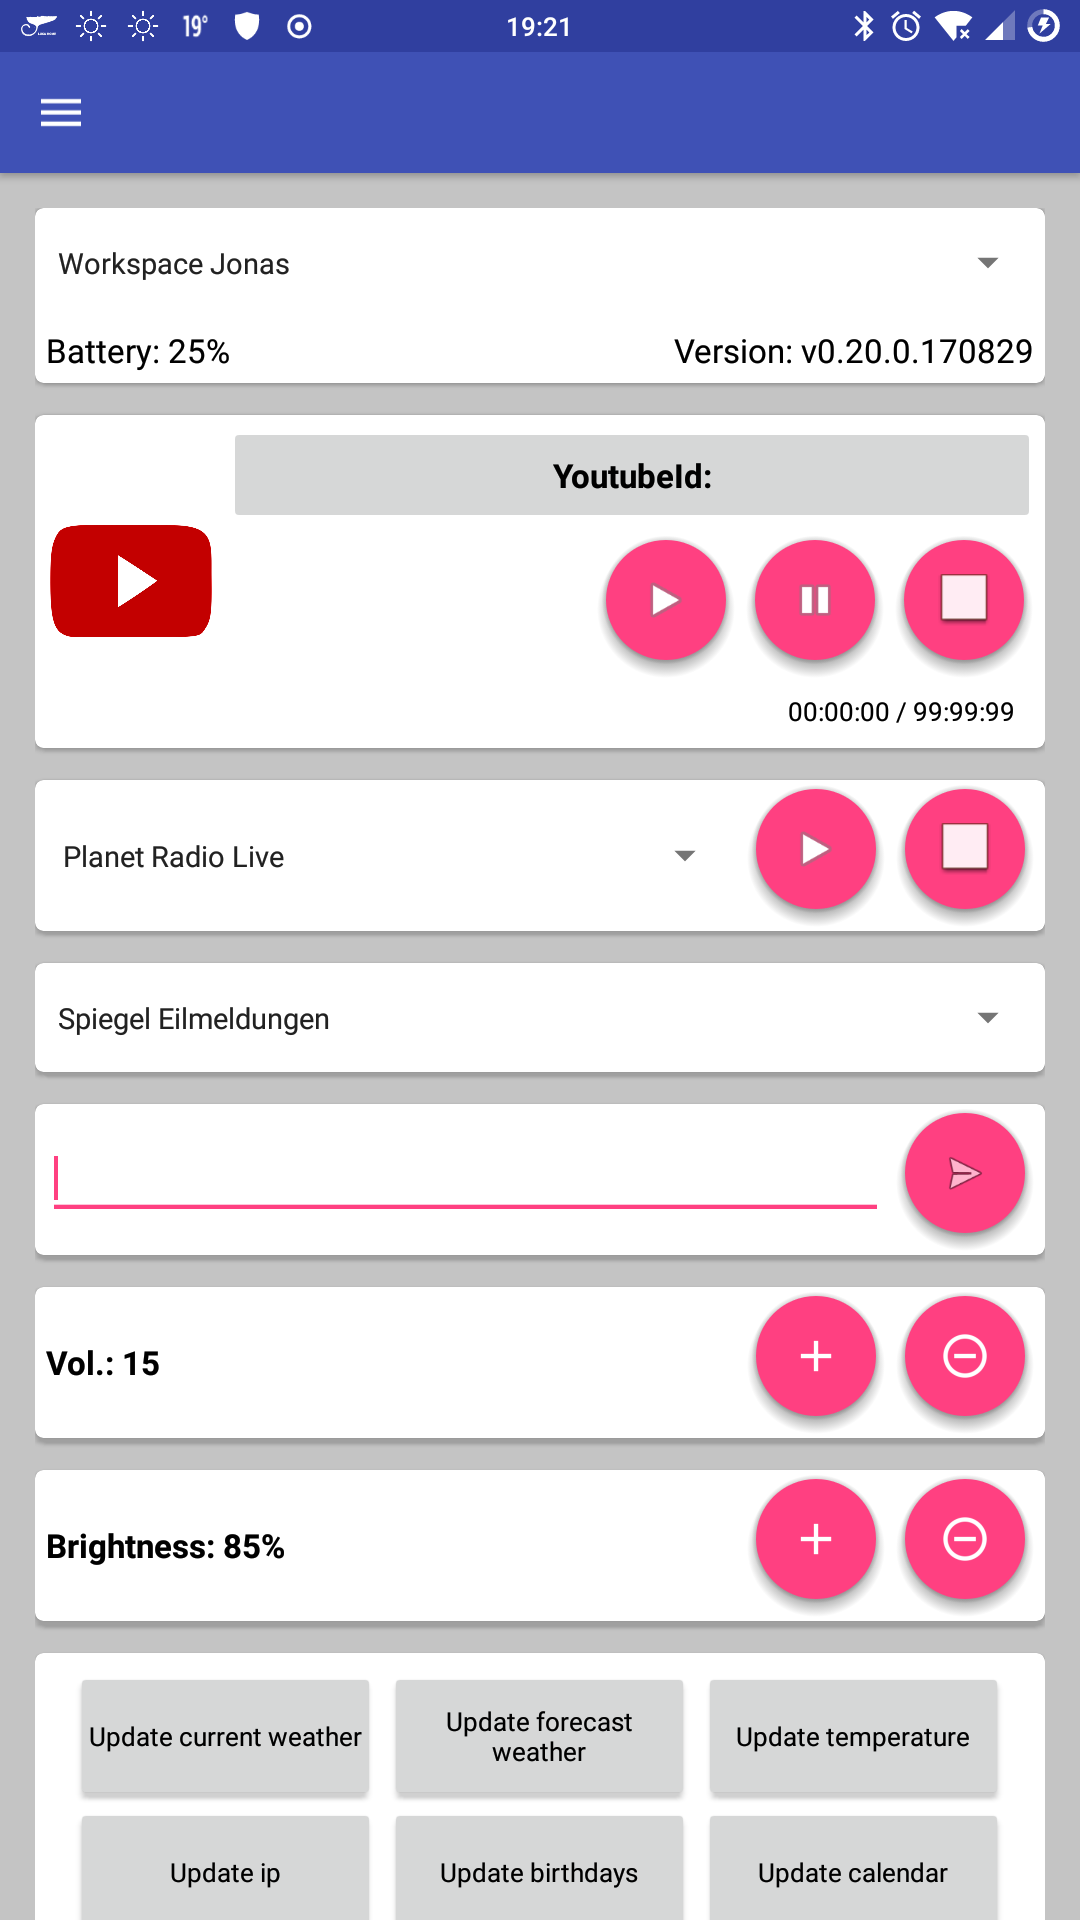 19° 19:21
Workspace Jonas
Battery: 25% Version: v0.20.0.170829
YoutubeId:
00:00:00 / 99:99:99
Planet Radio Live
Spiegel Eilmeldungen
Vol.: 15
Brightness: 85%
Update current weather
Update forecast
weather
Update temperature
Update ip
Update birthdays
Update calendar